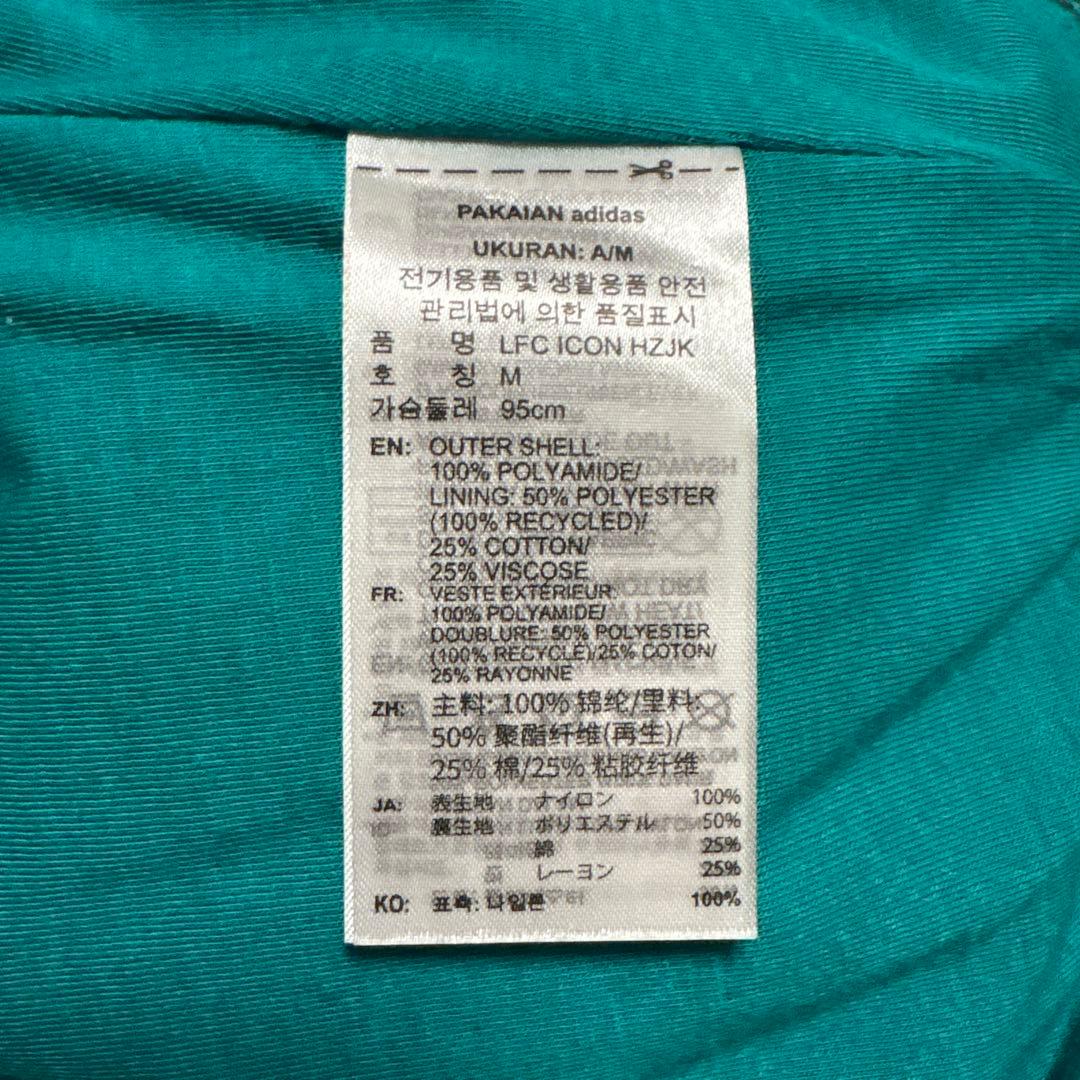 PAKAIAN adidas
UKURAN: A/M
전기용품 및 생활용품 안전
관리법에 의한 품질표시
품 명 LFC ICON HZJK
호 칭 M
가슴둘레 95cm
EN: OUTER SHELL:
100% POLYAMIDE/
LINING: 50% POLYESTER
(100% RECYCLED)/
25% COTTON/
25% VISCOSE
FR: VESTE EXTÉRIEUR:
100% POLYAMIDE/
DOUBLURE: 50% POLYESTER
(100% RECYCLÉ)/25% COTON/
25% RAYONNE
ZH: 主料: 100% 锦纶/里料:
50% 聚酯纤维(再生)/
25% 棉/25% 粘胶纤维
JA: 表生地 ナイロン 100%
裏生地 ポリエステル 50%
綿 25%
レーヨン 25%
KO: 표측: 나일론 100%